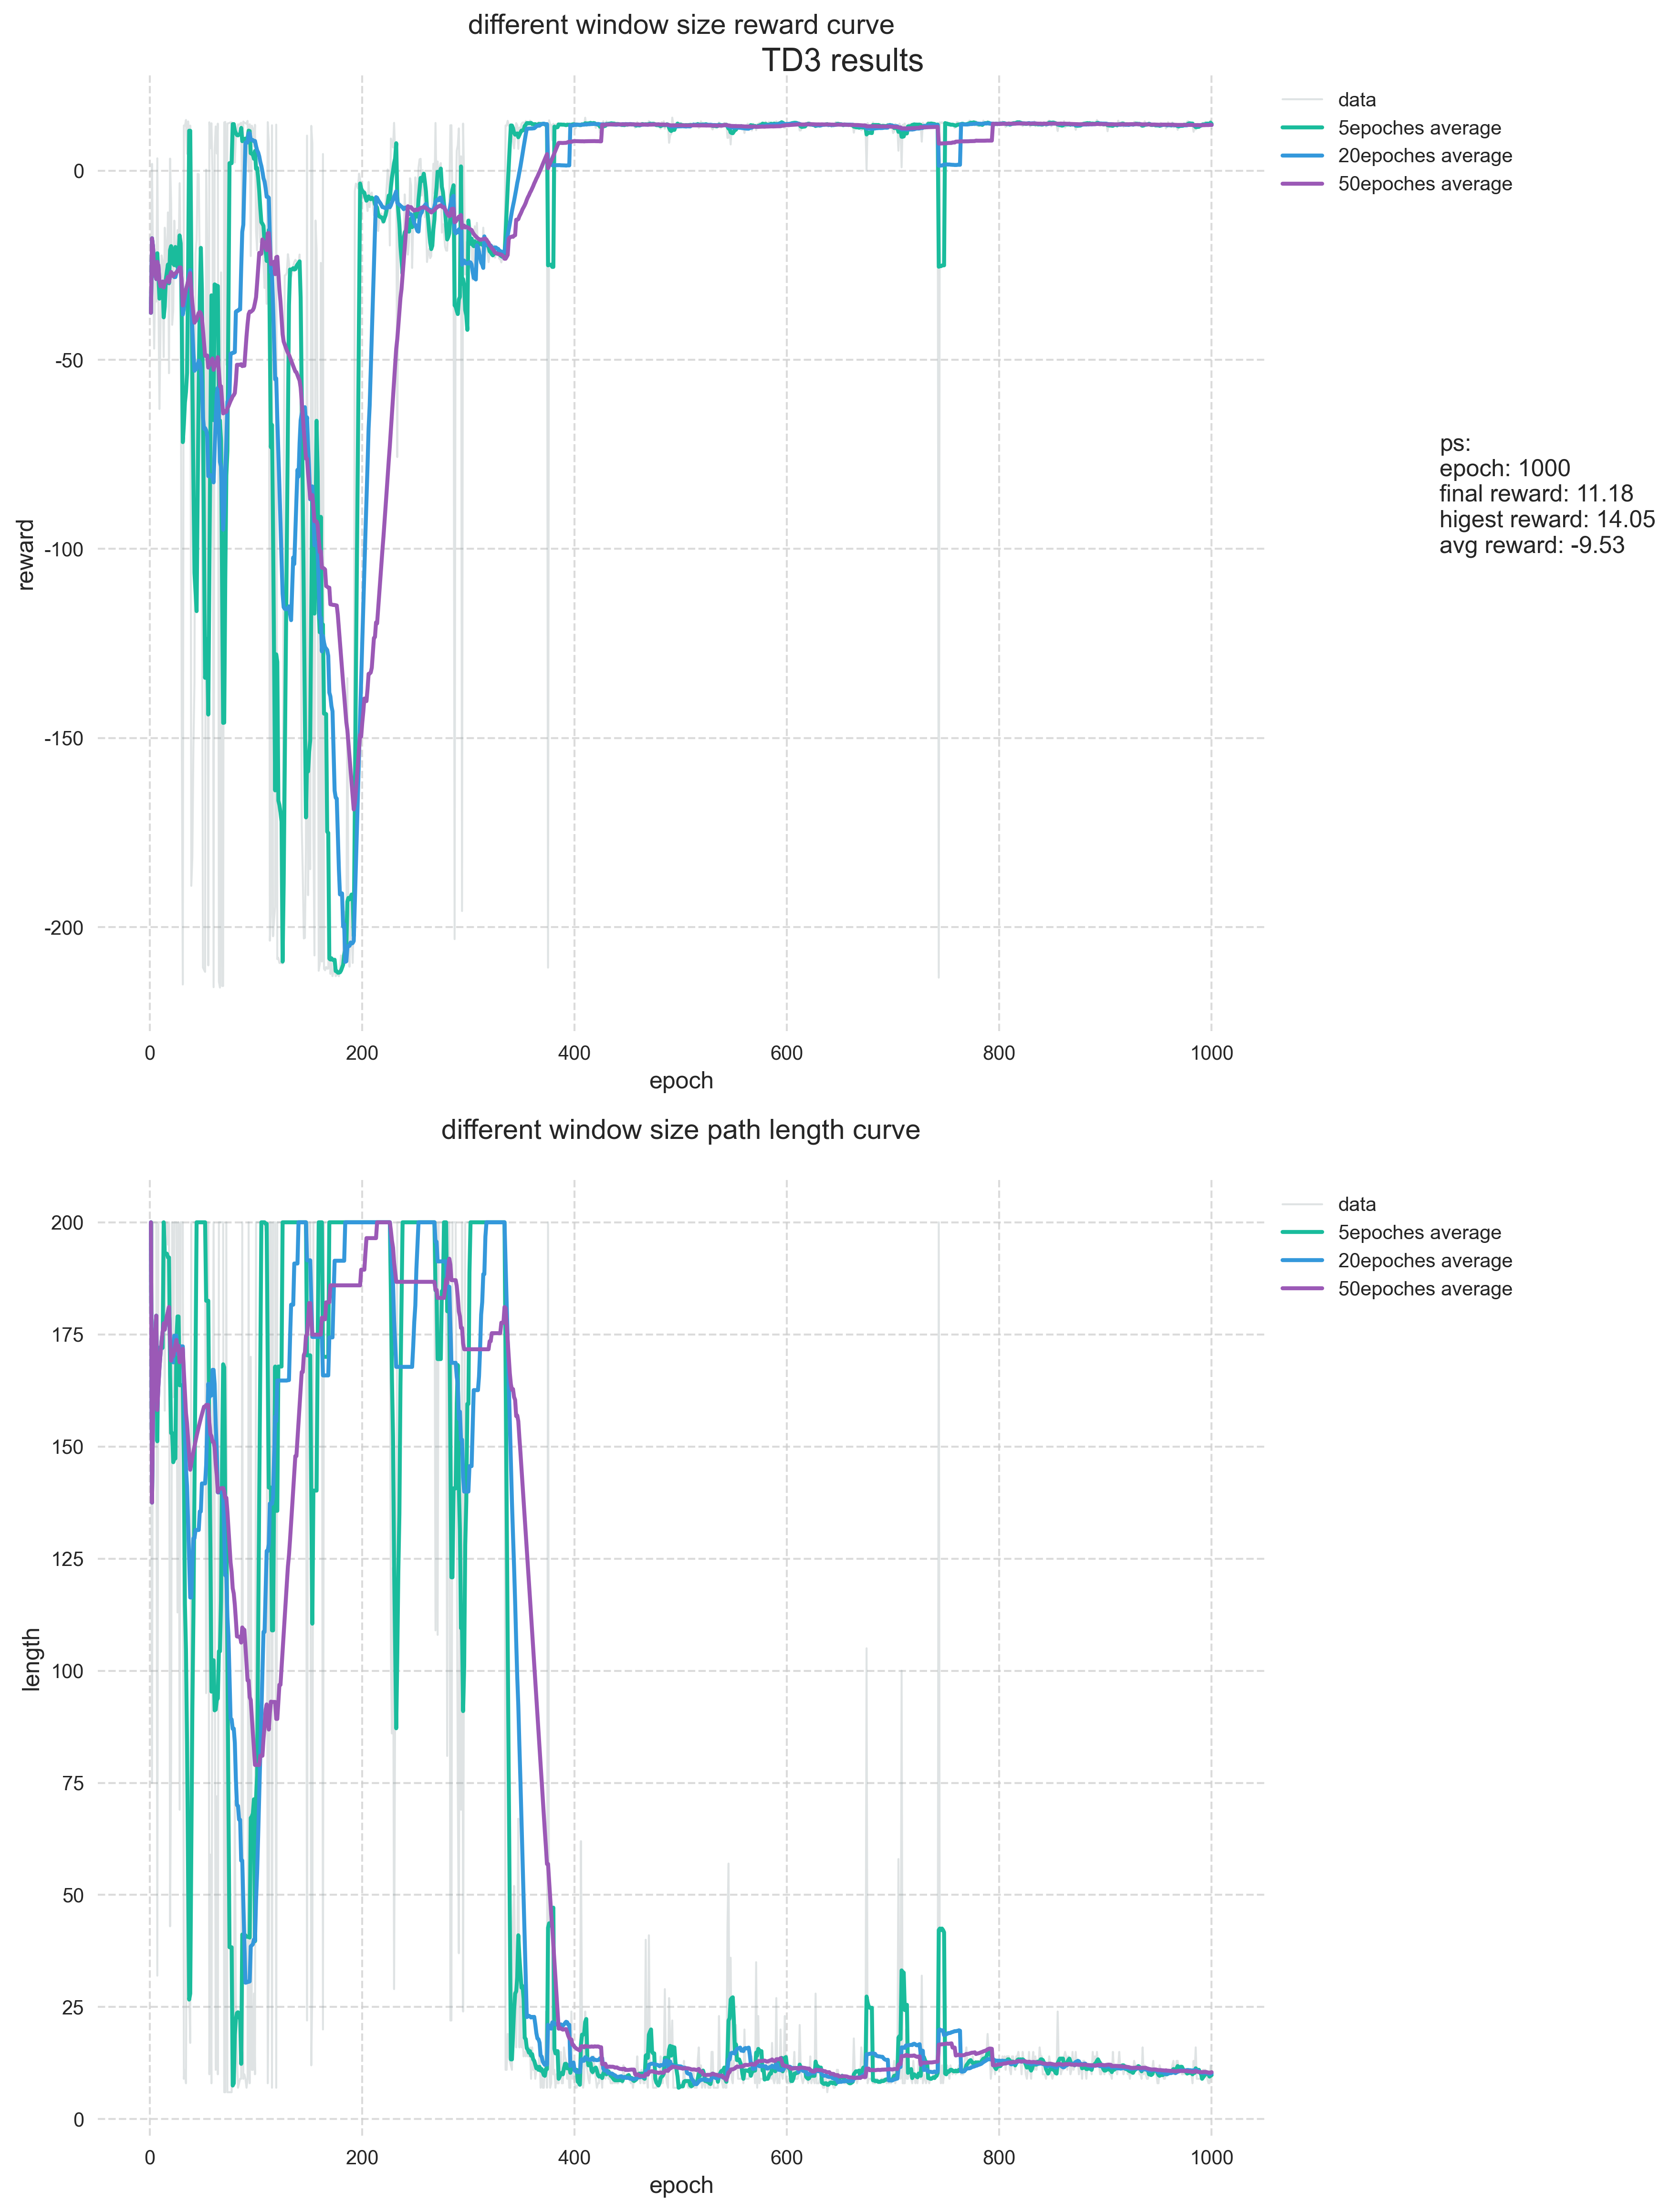 different window size reward curve
TD3 results
data
5epoches average
20epoches average
50epoches average
0
-50
-100
-150
-200
reward
0 200 400 600 800 1000
epoch
ps:
epoch: 1000
final reward: 11.18
higest reward: 14.05
avg reward: -9.53
different window size path length curve
data
5epoches average
20epoches average
50epoches average
200
175
150
125
100
75
50
25
0
length
0 200 400 600 800 1000
epoch